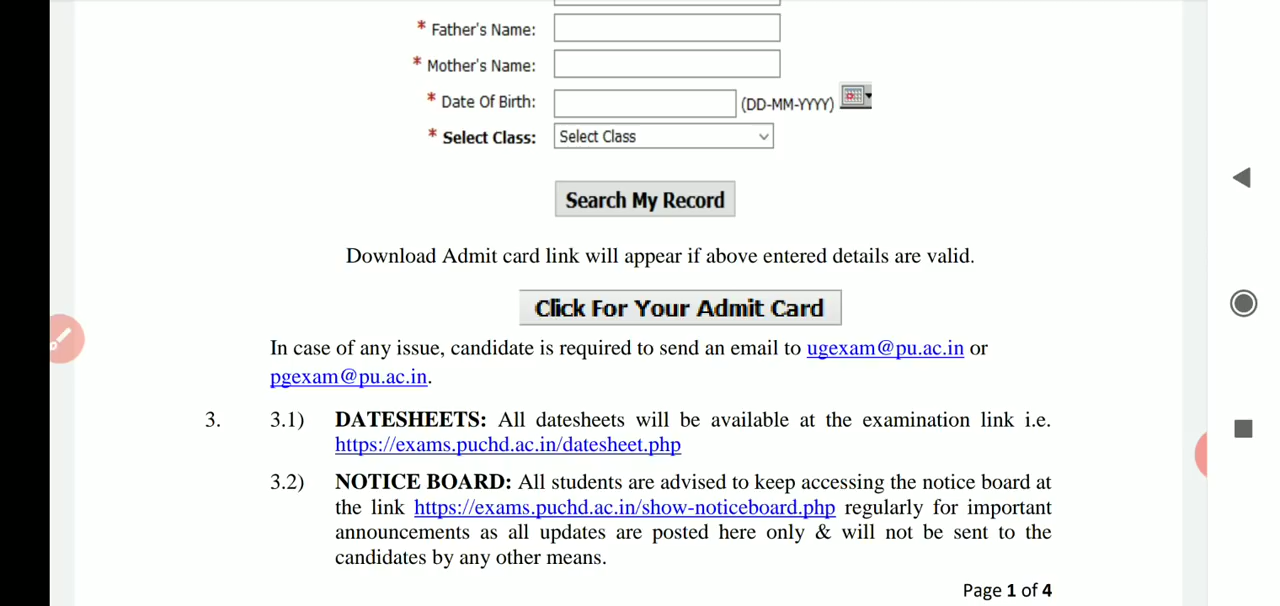 * Father's Name:
* Mother's Name:
* Date Of Birth: (DD-MM-YYYY)
* Select Class: Select Class
Search My Record
Download Admit card link will appear if above entered details are valid.
Click For Your Admit Card
In case of any issue, candidate is required to send an email to ugexam@pu.ac.in or
pgexam@pu.ac.in.
3. 3.1) DATESHEETS: All datesheets will be available at the examination link i.e.
https://exams.puchd.ac.in/datesheet.php
3.2) NOTICE BOARD: All students are advised to keep accessing the notice board at
the link https://exams.puchd.ac.in/show-noticeboard.php regularly for important
announcements as all updates are posted here only & will not be sent to the
candidates by any other means.
Page 1 of 4